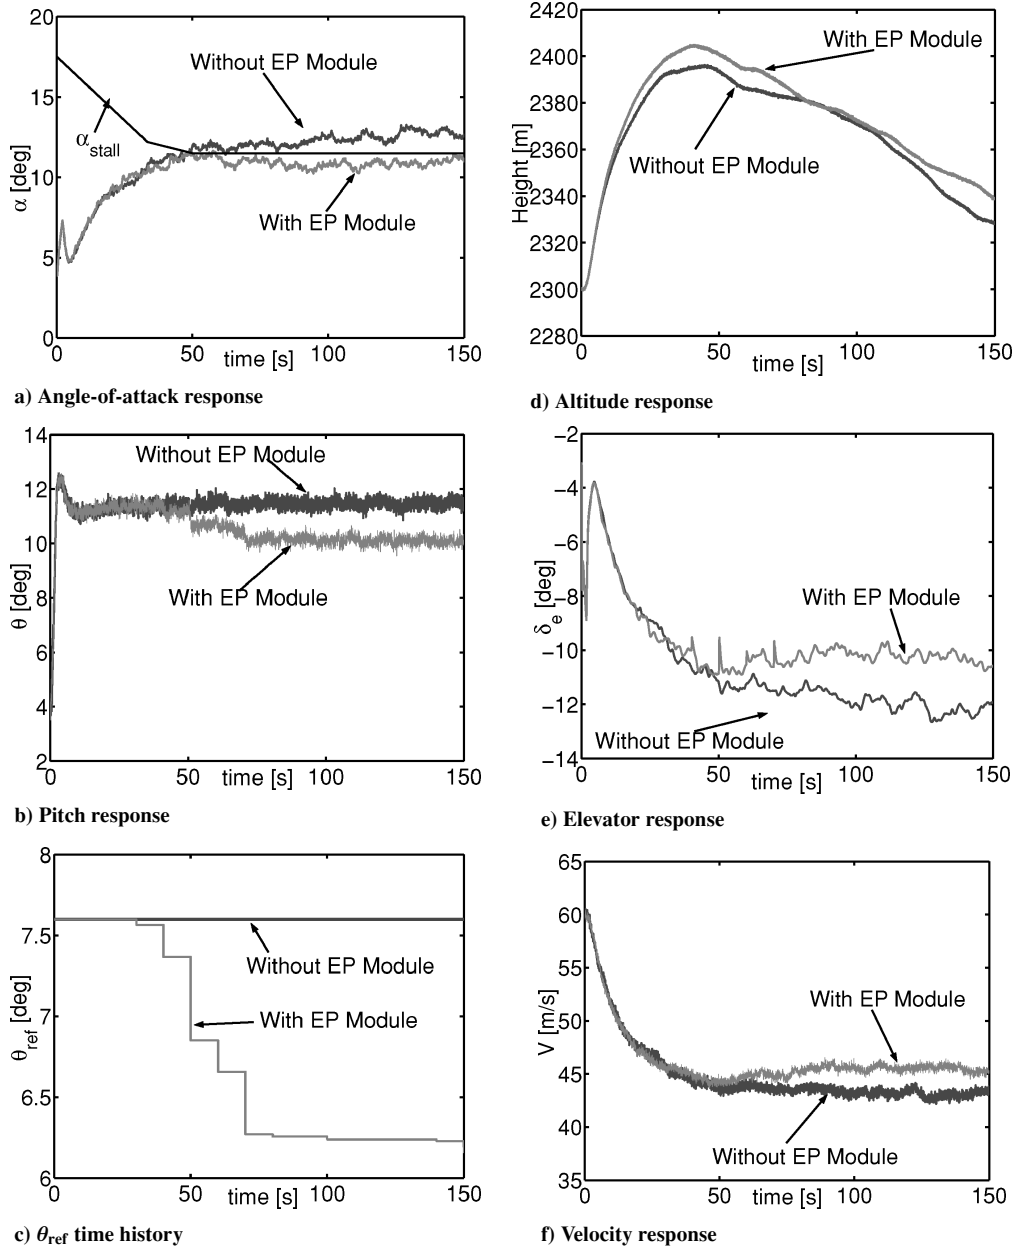 20
15
10
5
0
α [deg]
Without EP Module
α stall
With EP Module
0 50 100 150
time [s]
a) Angle-of-attack response
2420
2400
2380
2360
2340
2320
2300
2280
Height [m]
With EP Module
Without EP Module
0 50 100 150
time [s]
d) Altitude response
14
12
10
8
6
4
2
θ [deg]
Without EP Module
With EP Module
0 50 100 150
time [s]
b) Pitch response
−2
−4
−6
−8
−10
−12
−14
δe [deg]
With EP Module
Without EP Module
0 50 100 150
time [s]
e) Elevator response
8
7.5
7
6.5
6
θref [deg]
Without EP Module
With EP Module
0 50 100 150
time [s]
c) θref time history
65
60
55
50
45
40
35
V [m/s]
With EP Module
Without EP Module
0 50 100 150
time [s]
f) Velocity response